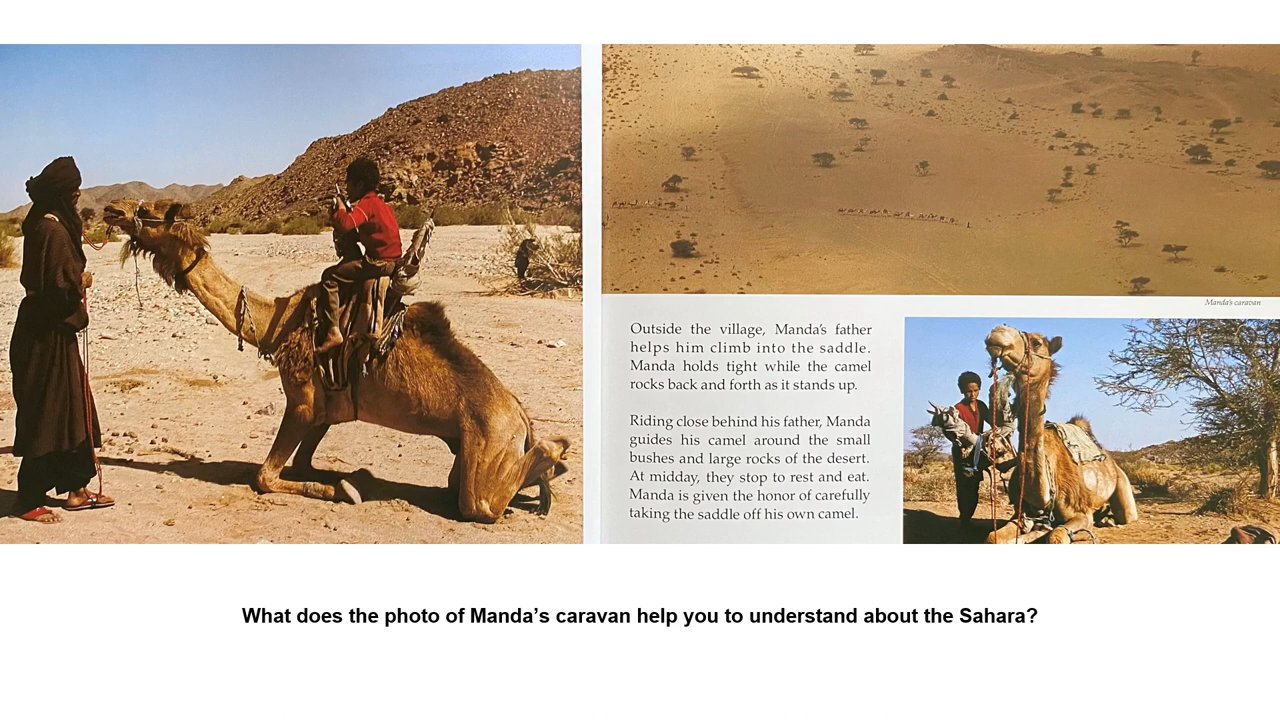 Manda's caravan
Outside the village, Manda's father
helps him climb into the saddle.
Manda holds tight while the camel
rocks back and forth as it stands up.
Riding close behind his father, Manda
guides his camel around the small
bushes and large rocks of the desert.
At midday, they stop to rest and eat.
Manda is given the honor of carefully
taking the saddle off his own camel.
What does the photo of Manda’s caravan help you to understand about the Sahara?